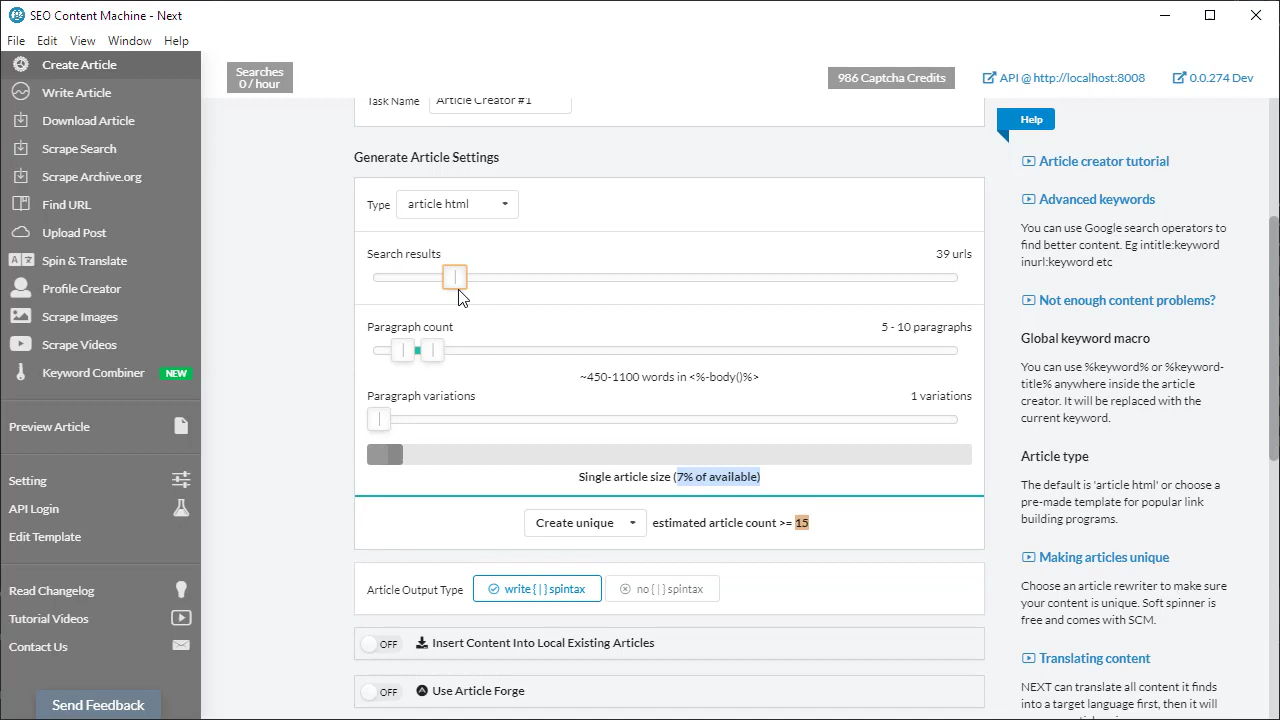 SEO Content Machine - Next
File Edit View Window Help
Create Article
Write Article
Download Article
Scrape Search
Scrape Archive.org
Find URL
Upload Post
Spin & Translate
Profile Creator
Scrape Images
Scrape Videos
Keyword Combiner NEW
Preview Article
Setting
API Login
Edit Template
Read Changelog
Tutorial Videos
Contact Us
Send Feedback
Searches
0 / hour
986 Captcha Credits
API @ http://localhost:8008
0.0.274 Dev
Task Name Article Creator #1
Generate Article Settings
Type article html
Search results 39 urls
Paragraph count 5 - 10 paragraphs
~450-1100 words in <%-body()%>
Paragraph variations 1 variations
Single article size (7% of available)
Create unique estimated article count >= 15
Article Output Type write { | } spintax no { | } spintax
OFF Insert Content Into Local Existing Articles
OFF Use Article Forge
Help
Article creator tutorial
Advanced keywords
You can use Google search operators to
find better content. Eg intitle:keyword
inurl:keyword etc
Not enough content problems?
Global keyword macro
You can use %keyword% or %keyword-
title% anywhere inside the article
creator. It will be replaced with the
current keyword.
Article type
The default is 'article html' or choose a
pre-made template for popular link
building programs.
Making articles unique
Choose an article rewriter to make sure
your content is unique. Soft spinner is
free and comes with SCM.
Translating content
NEXT can translate all content it finds
into a target language first, then it will